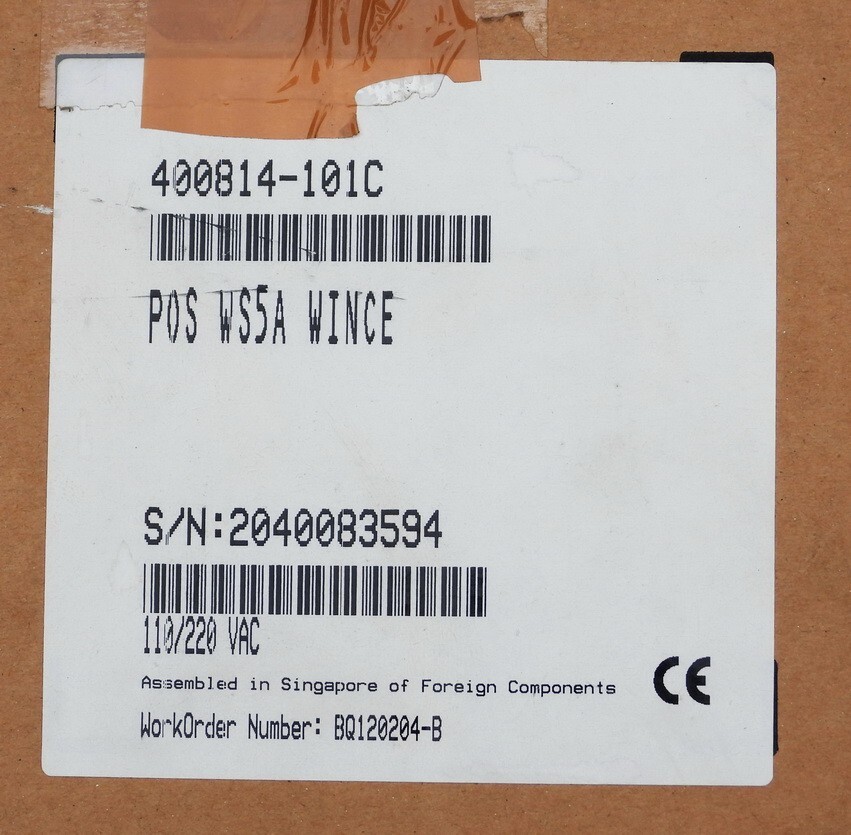 400814-101C
POS WS5A WINCE
S/N:2040083594
110/220 VAC
Assembled in Singapore of Foreign Components
CE
WorkOrder Number: BQ120204-B